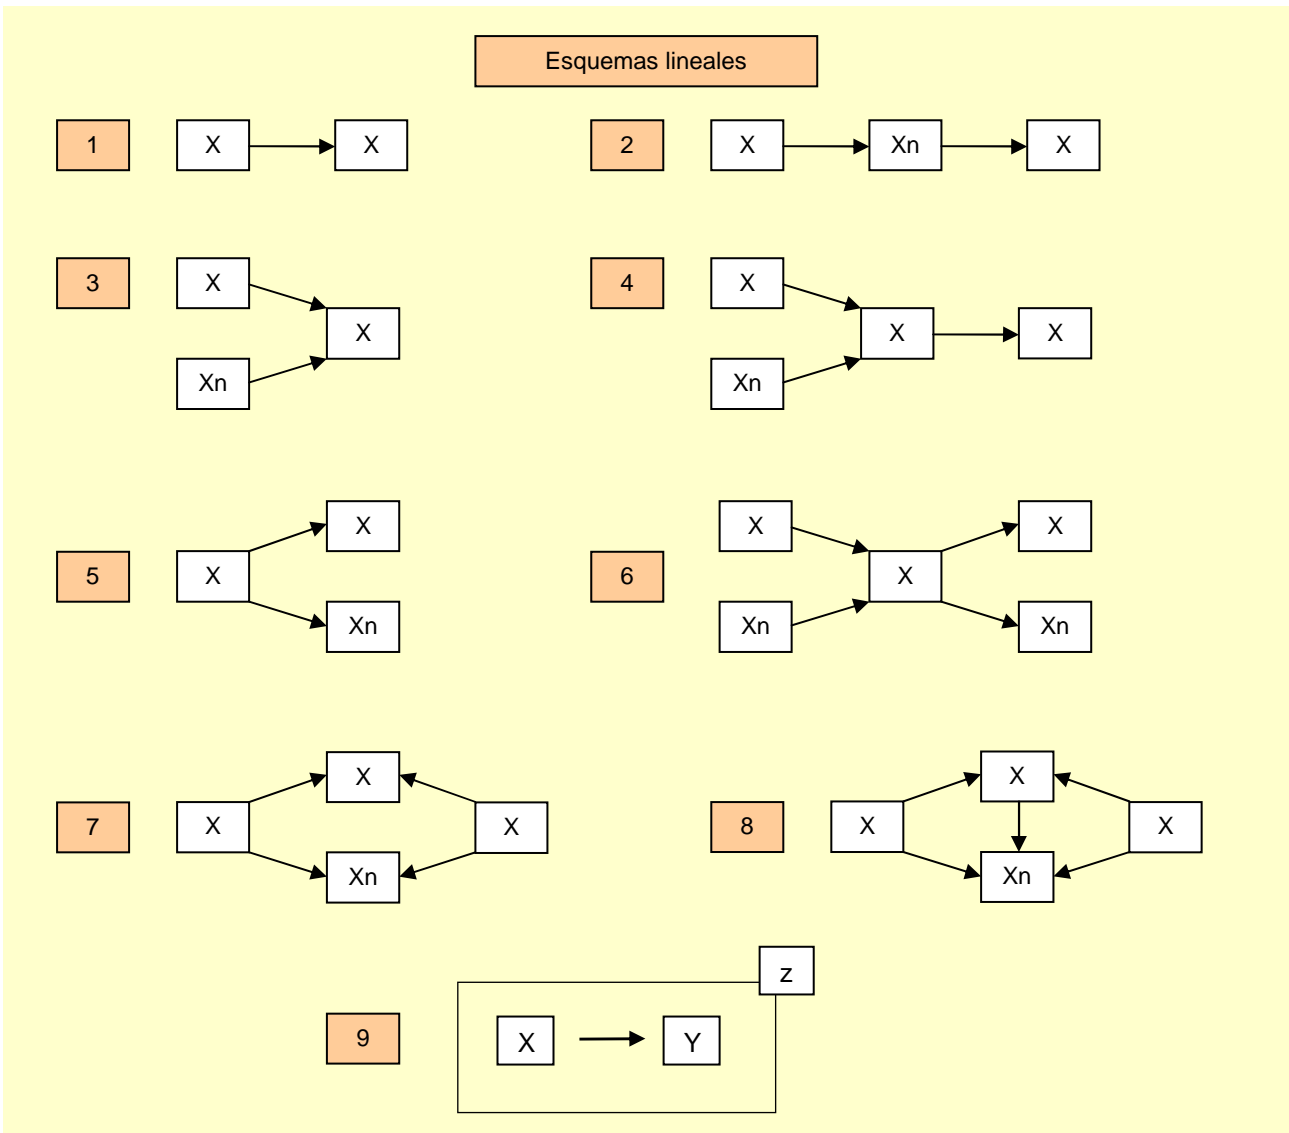 Esquemas lineales
1 X X
2 X Xn X
3 X X Xn
4 X X X Xn
5 X X Xn
6 X X X Xn Xn
7 X X X Xn
8 X X X Xn
9 X Y z